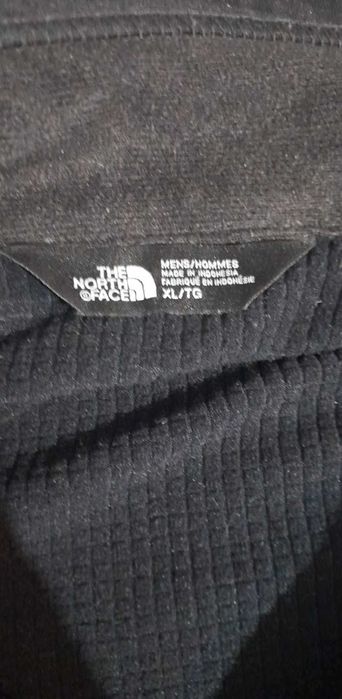 THE
NORTH
FACE
MENS/HOMMES
MADE IN INDONESIA
FABRIQUÉ EN INDONÉSIE
XL/TG